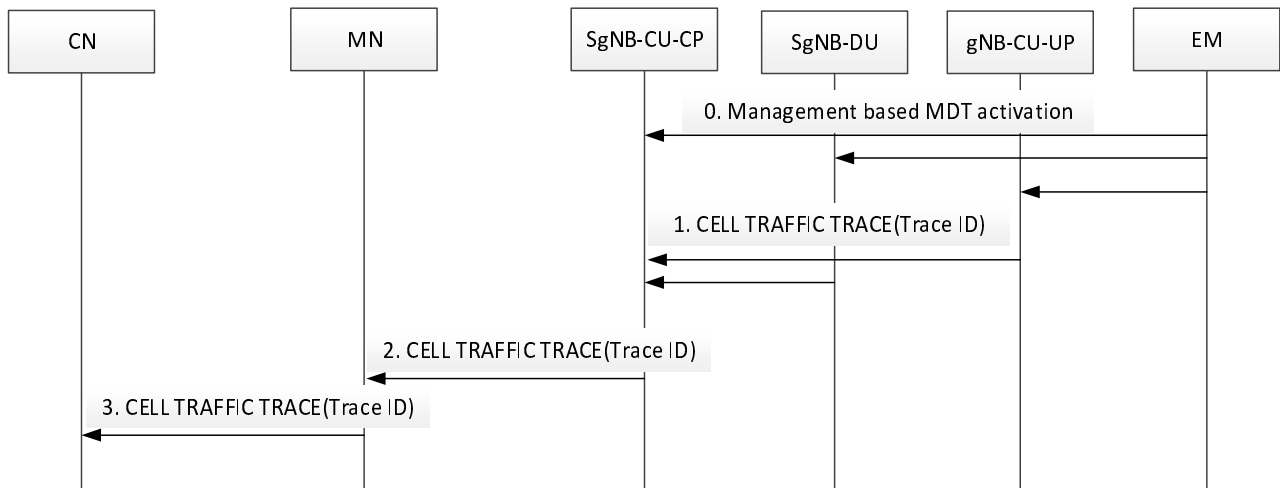 CN
MN
SgNB-CU-CP
SgNB-DU
gNB-CU-UP
EM
0. Management based MDT activation
1. CELL TRAFFIC TRACE(Trace ID)
2. CELL TRAFFIC TRACE(Trace ID)
3. CELL TRAFFIC TRACE(Trace ID)